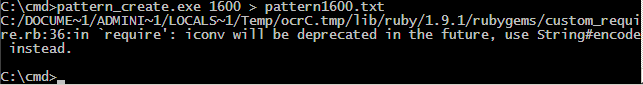 C:\cmd>pattern_create.exe 1600 > pattern1600.txt
C:/DOCUME~1/ADMINI~1/LOCALS~1/Temp/ocrC.tmp/lib/ruby/1.9.1/rubygems/custom_requi
re.rb:36:in `require': iconv will be deprecated in the future, use String#encode
 instead.
C:\cmd>_